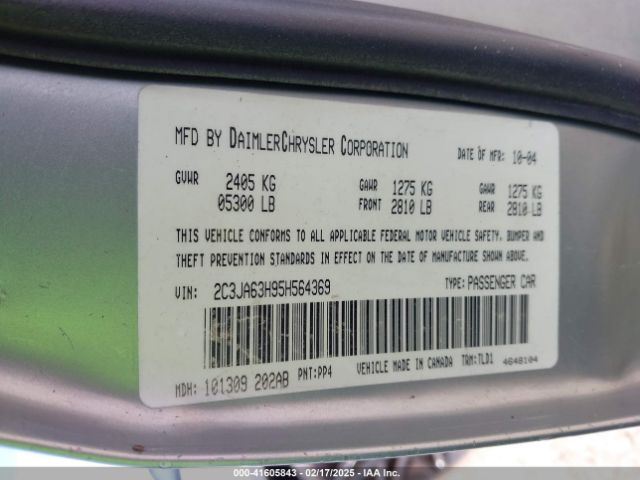 MFD BY DAIMLERCHRYSLER CORPORATION DATE OF MFR: 10-04
GVWR 2405 KG GAWR 1275 KG GAWR 1275 KG
05300 LB FRONT 2810 LB REAR 2810 LB
THIS VEHICLE CONFORMS TO ALL APPLICABLE FEDERAL MOTOR VEHICLE SAFETY, BUMPER AND
THEFT PREVENTION STANDARDS IN EFFECT ON THE DATE OF MANUFACTURE SHOWN ABOVE.
VIN: 2C3JA63H95H564369 TYPE: PASSENGER CAR
MDH: 101309 202AB PNT:PP4 VEHICLE MADE IN CANADA TRM:TLD1 4648104
000-41605843 - 02/17/2025 - IAA Inc.